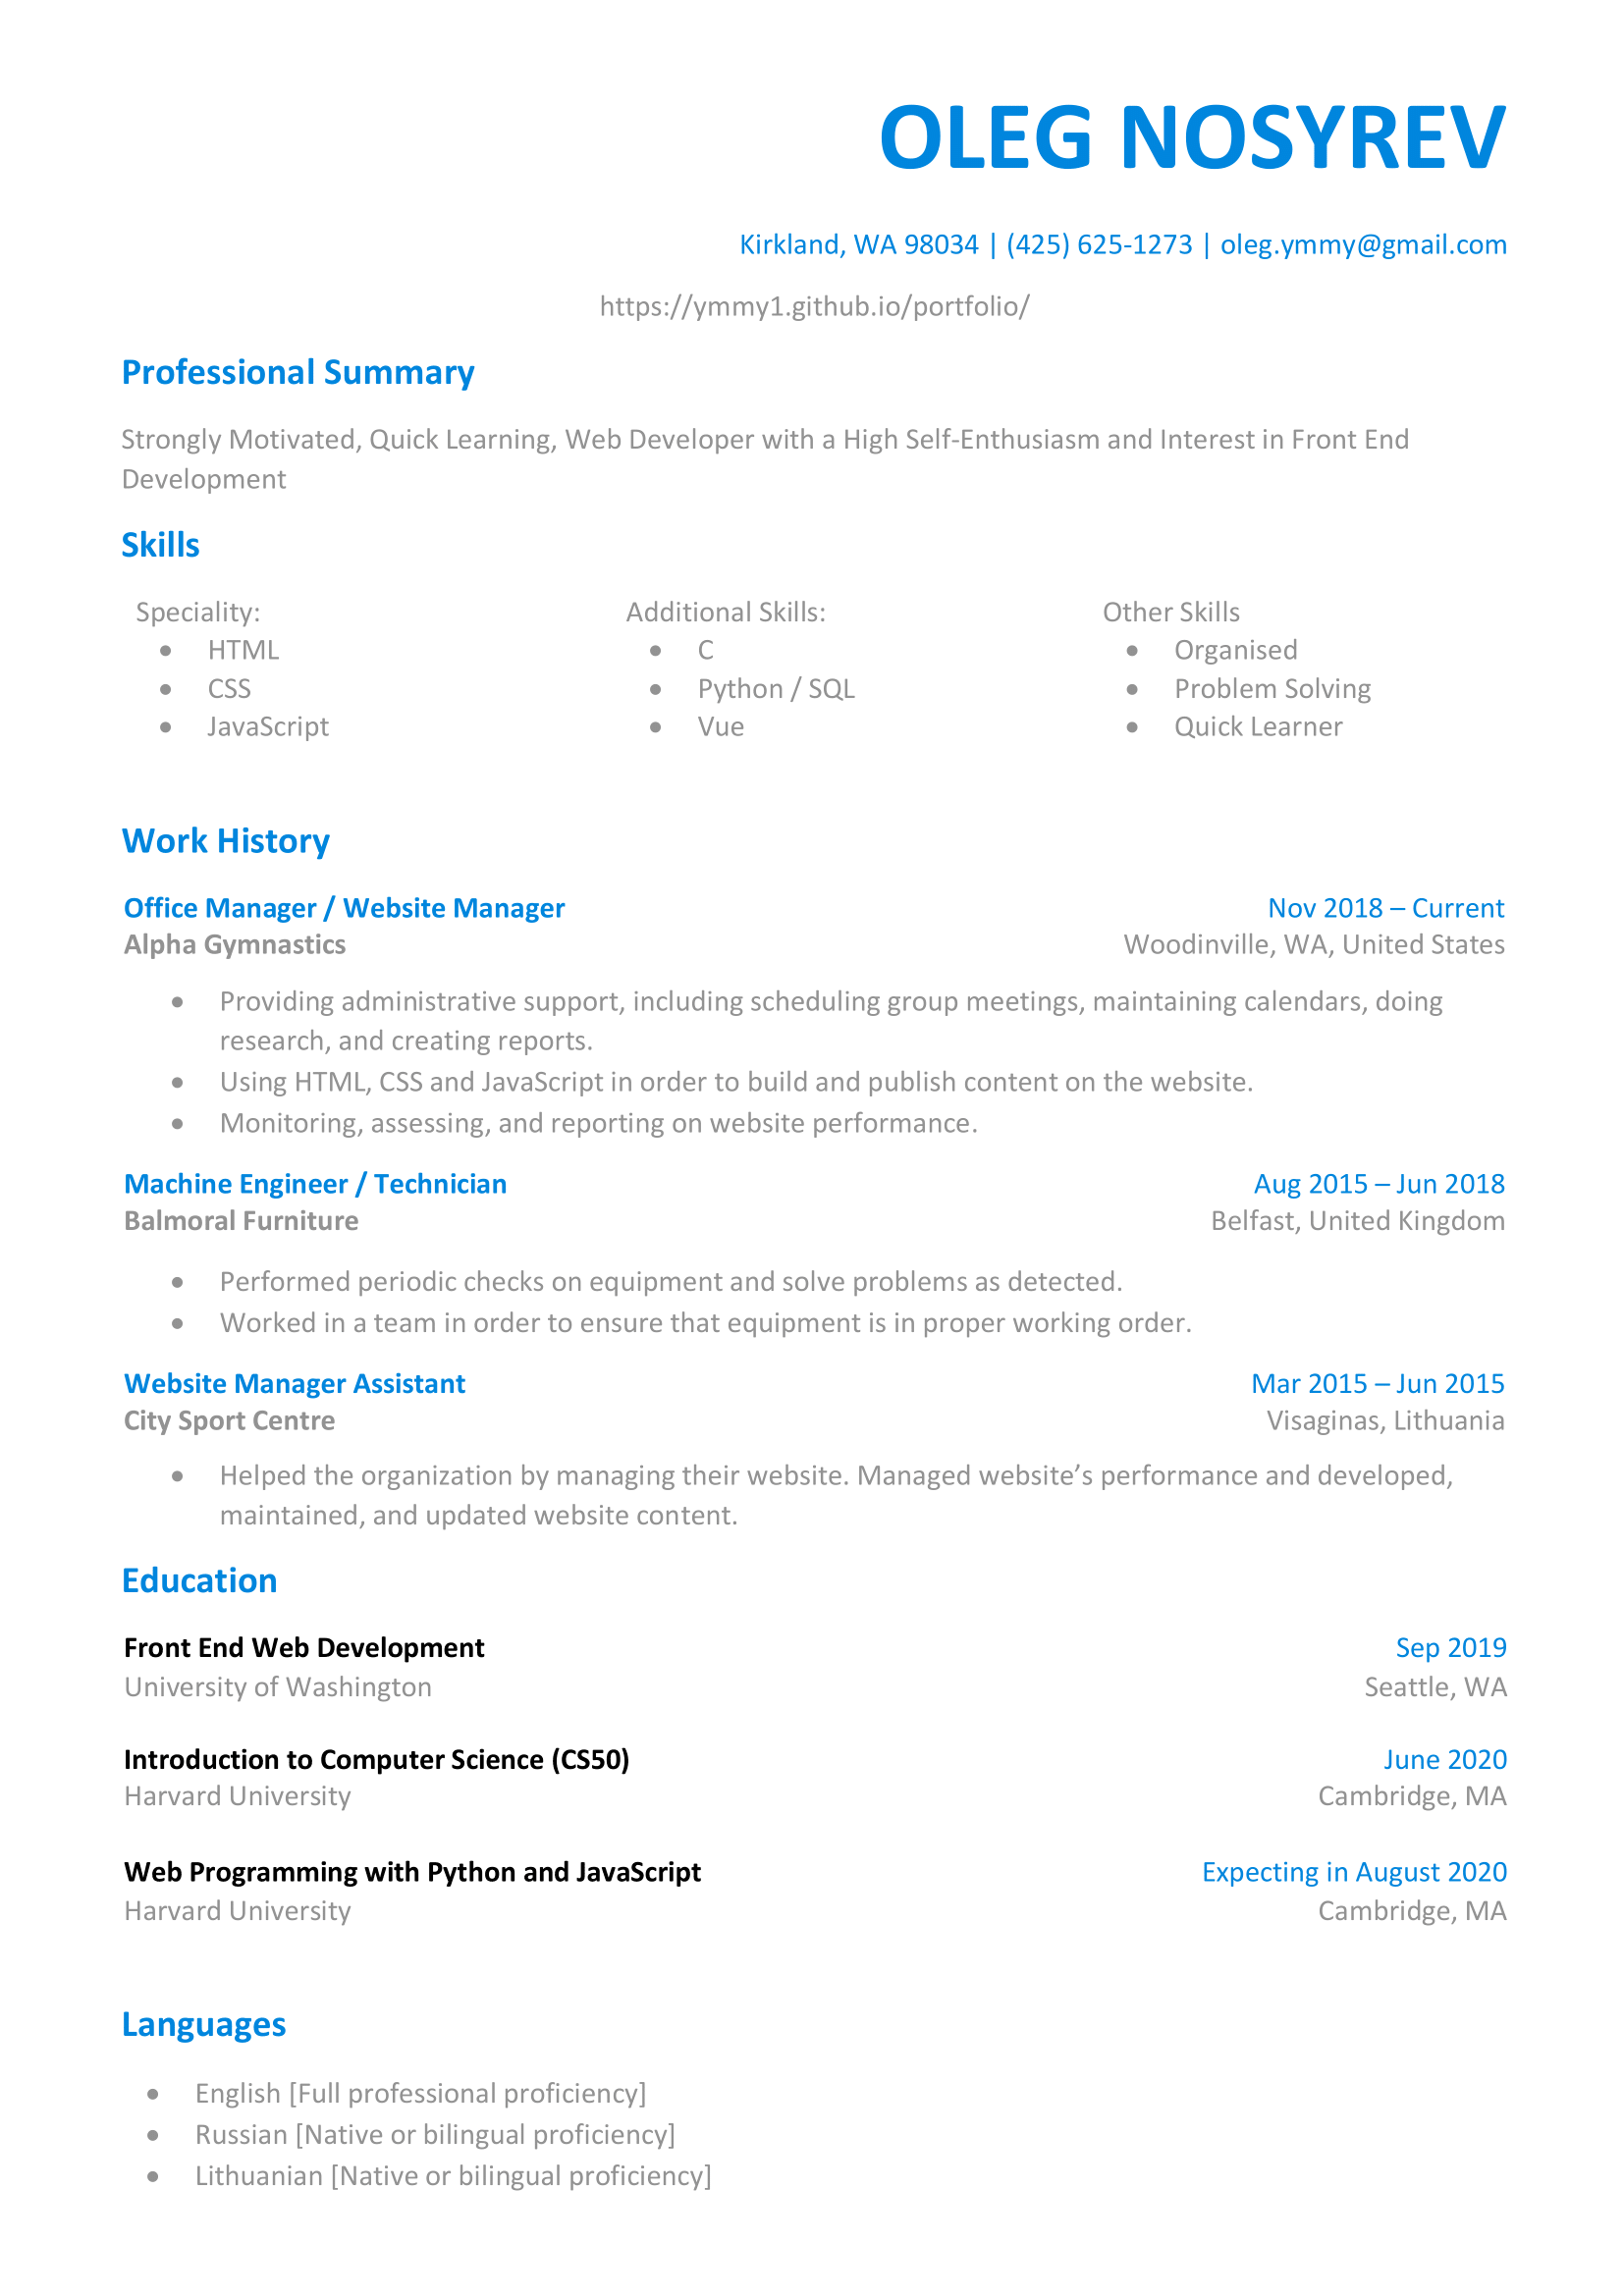 OLEG NOSYREV
Kirkland, WA 98034 | (425) 625-1273 | oleg.ymmy@gmail.com
https://ymmy1.github.io/portfolio/
Professional Summary
Strongly Motivated, Quick Learning, Web Developer with a High Self-Enthusiasm and Interest in Front End
Development
Skills
Speciality:
• HTML
• CSS
• JavaScript
Additional Skills:
• C
• Python / SQL
• Vue
Other Skills
• Organised
• Problem Solving
• Quick Learner
Work History
Office Manager / Website Manager Nov 2018 – Current
Alpha Gymnastics Woodinville, WA, United States
• Providing administrative support, including scheduling group meetings, maintaining calendars, doing
research, and creating reports.
• Using HTML, CSS and JavaScript in order to build and publish content on the website.
• Monitoring, assessing, and reporting on website performance.
Machine Engineer / Technician Aug 2015 – Jun 2018
Balmoral Furniture Belfast, United Kingdom
• Performed periodic checks on equipment and solve problems as detected.
• Worked in a team in order to ensure that equipment is in proper working order.
Website Manager Assistant Mar 2015 – Jun 2015
City Sport Centre Visaginas, Lithuania
• Helped the organization by managing their website. Managed website’s performance and developed,
maintained, and updated website content.
Education
Front End Web Development Sep 2019
University of Washington Seattle, WA
Introduction to Computer Science (CS50) June 2020
Harvard University Cambridge, MA
Web Programming with Python and JavaScript Expecting in August 2020
Harvard University Cambridge, MA
Languages
• English [Full professional proficiency]
• Russian [Native or bilingual proficiency]
• Lithuanian [Native or bilingual proficiency]